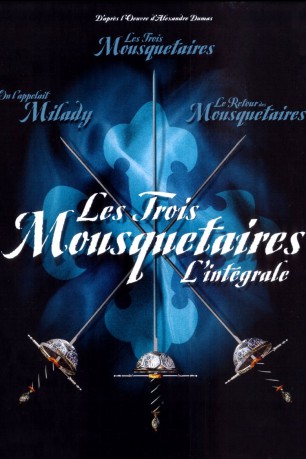 D'après l'Oeuvre d'Alexandre Dumas
Les Trois
Mousquetaires
On l'appelait
Milady
Le Retour des
Mousquetaires
Les Trois
Mousquetaires
L'intégrale